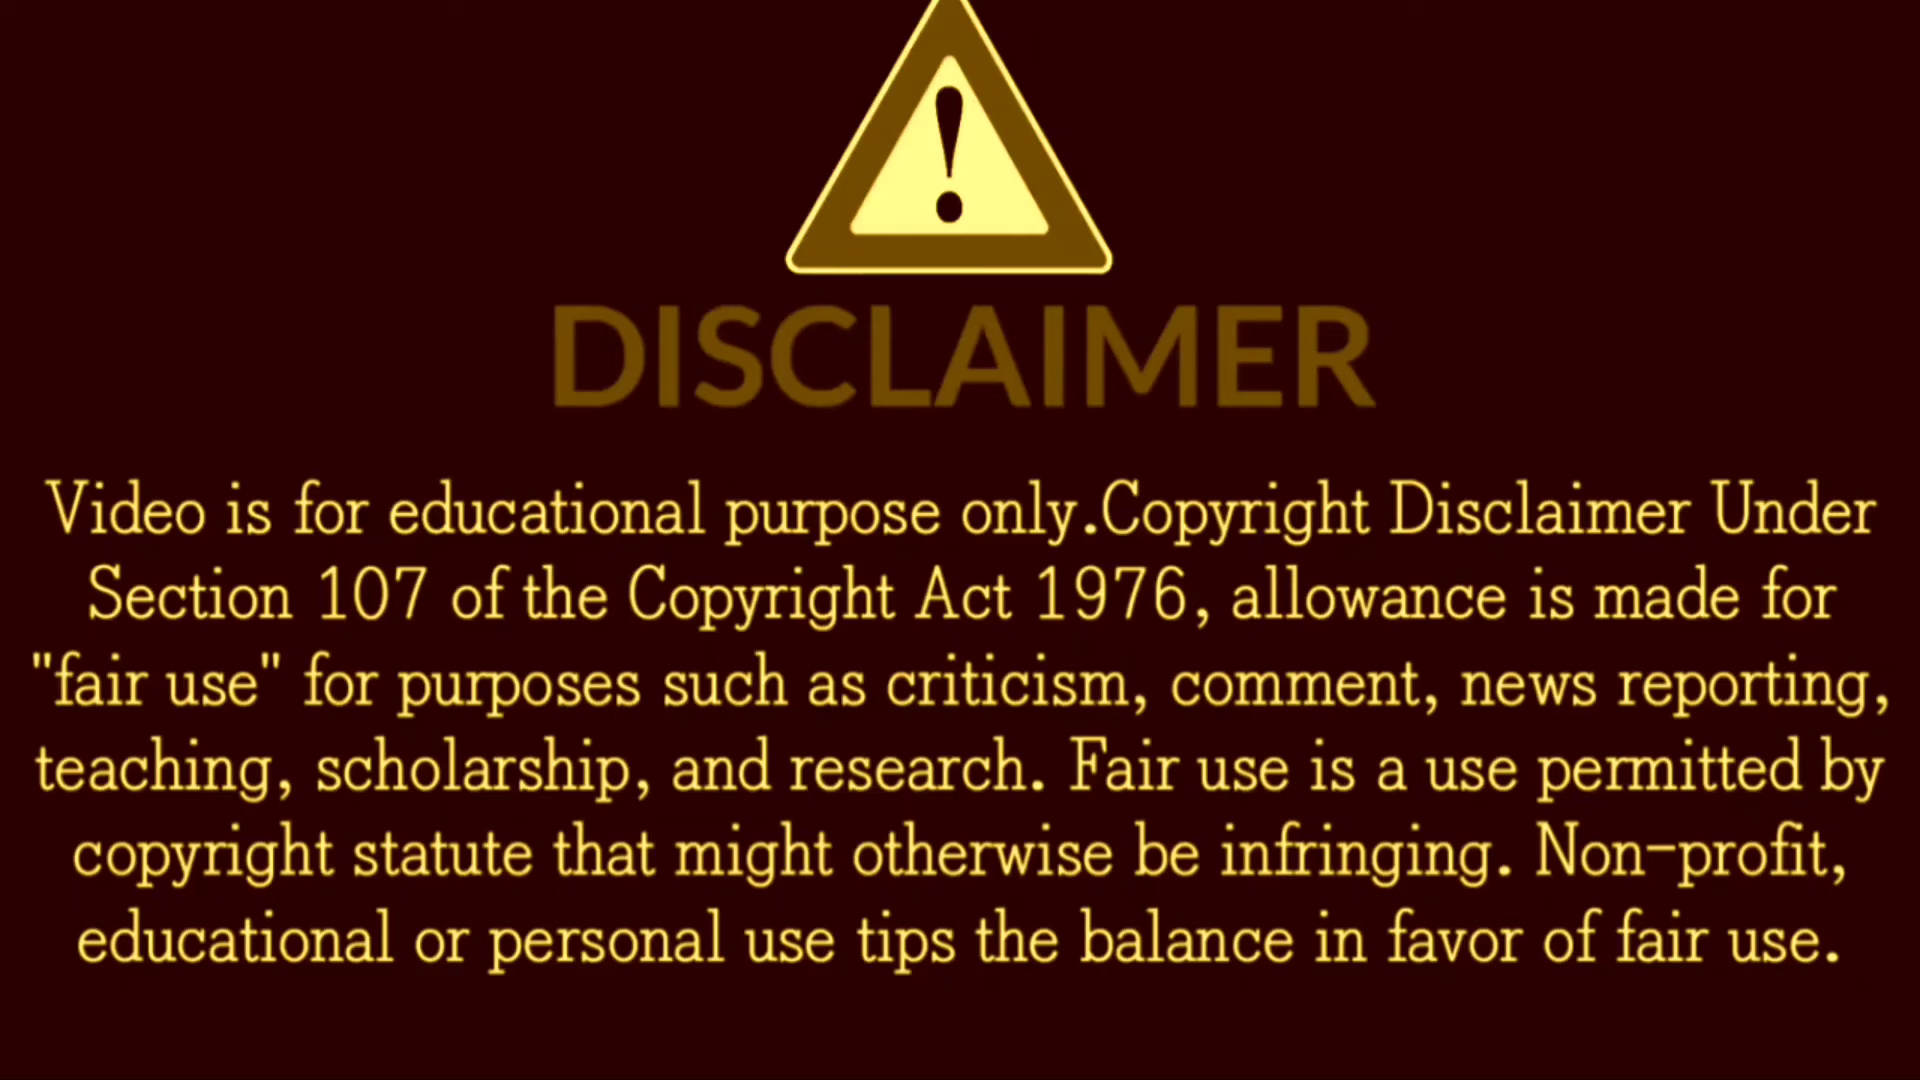 !
DISCLAIMER
Video is for educational purpose only.Copyright Disclaimer Under
Section 107 of the Copyright Act 1976, allowance is made for
"fair use" for purposes such as criticism, comment, news reporting,
teaching, scholarship, and research. Fair use is a use permitted by
copyright statute that might otherwise be infringing. Non-profit,
educational or personal use tips the balance in favor of fair use.